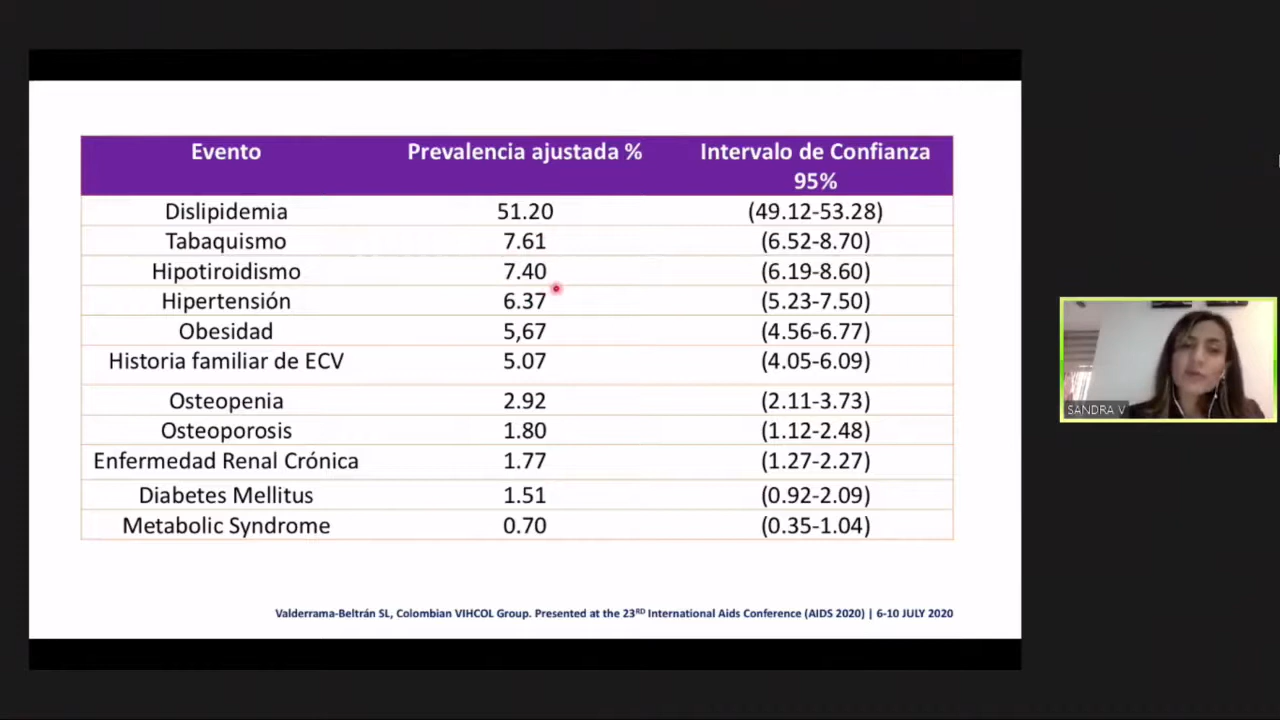 Evento Prevalencia ajustada % Intervalo de Confianza
95%
Dislipidemia 51.20 (49.12-53.28)
Tabaquismo 7.61 (6.52-8.70)
Hipotiroidismo 7.40 (6.19-8.60)
Hipertensión 6.37 (5.23-7.50)
Obesidad 5,67 (4.56-6.77)
Historia familiar de ECV 5.07 (4.05-6.09)
Osteopenia 2.92 (2.11-3.73)
Osteoporosis 1.80 (1.12-2.48)
Enfermedad Renal Crónica 1.77 (1.27-2.27)
Diabetes Mellitus 1.51 (0.92-2.09)
Metabolic Syndrome 0.70 (0.35-1.04)
Valderrama-Beltrán SL, Colombian VIHCOL Group. Presented at the 23RD International Aids Conference (AIDS 2020) | 6-10 JULY 2020
SANDRA V